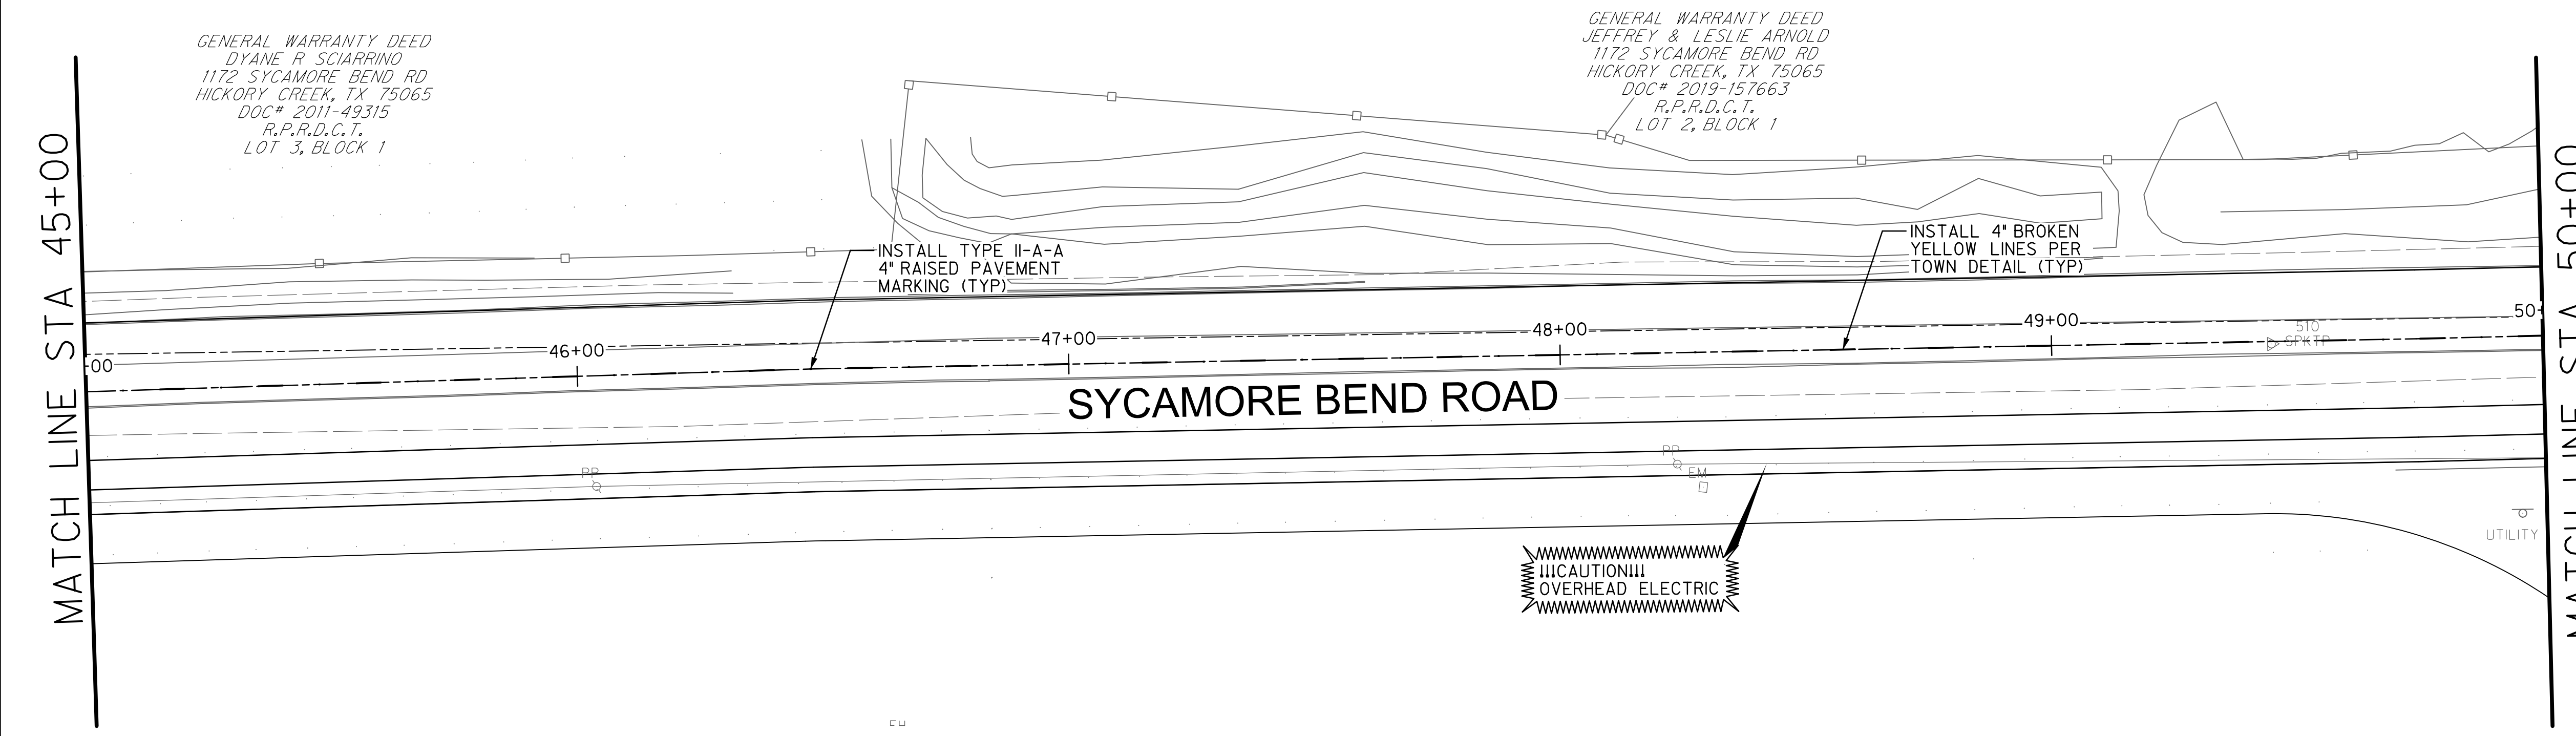 GENERAL WARRANTY DEED
DYANE R SCIARRINO
1172 SYCAMORE BEND RD
HICKORY CREEK, TX 75065
DOC# 2011-49315
R.P.R.D.C.T.
LOT 3, BLOCK 1
GENERAL WARRANTY DEED
JEFFREY & LESLIE ARNOLD
1172 SYCAMORE BEND RD
HICKORY CREEK, TX 75065
DOC# 2019-157663
R.P.R.D.C.T.
LOT 2, BLOCK 1
MATCH LINE STA 45+00
INSTALL TYPE II-A-A
4" RAISED PAVEMENT
MARKING (TYP)
INSTALL 4" BROKEN
YELLOW LINES PER
TOWN DETAIL (TYP)
MATCH LINE STA 50+00
+00
46+00
47+00
48+00
49+00
50+
510
SPKTP
SYCAMORE BEND ROAD
PP
PP
EM
UTILITY
!!!CAUTION!!!
OVERHEAD ELECTRIC